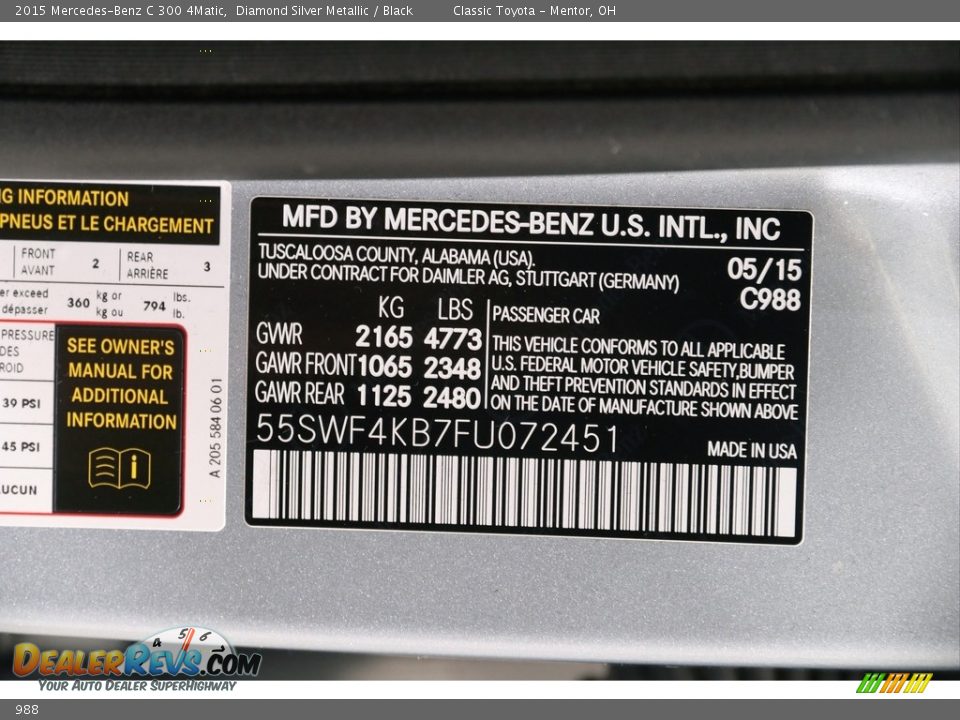 2015 Mercedes-Benz C 300 4Matic, Diamond Silver Metallic / Black Classic Toyota - Mentor, OH
NG INFORMATION
PNEUS ET LE CHARGEMENT
FRONT
AVANT 2
REAR
ARRIÈRE 3
er exceed
dépasser 360 kg or
kg ou 794 lbs.
lb.
PRESSURE
DES
ROID
39 PSI
45 PSI
AUCUN
SEE OWNER'S
MANUAL FOR
ADDITIONAL
INFORMATION
i
A 205 584 06 01
MFD BY MERCEDES-BENZ U.S. INTL., INC
TUSCALOOSA COUNTY, ALABAMA (USA).
UNDER CONTRACT FOR DAIMLER AG, STUTTGART (GERMANY)
05/15
C988
KG LBS
GWR 2165 4773
GAWR FRONT 1065 2348
GAWR REAR 1125 2480
PASSENGER CAR
THIS VEHICLE CONFORMS TO ALL APPLICABLE
U.S. FEDERAL MOTOR VEHICLE SAFETY, BUMPER
AND THEFT PREVENTION STANDARDS IN EFFECT
ON THE DATE OF MANUFACTURE SHOWN ABOVE
55SWF4KB7FU072451
MADE IN USA
4 5 6
DEALERREVS.COM
YOUR AUTO DEALER SUPERHIGHWAY
988